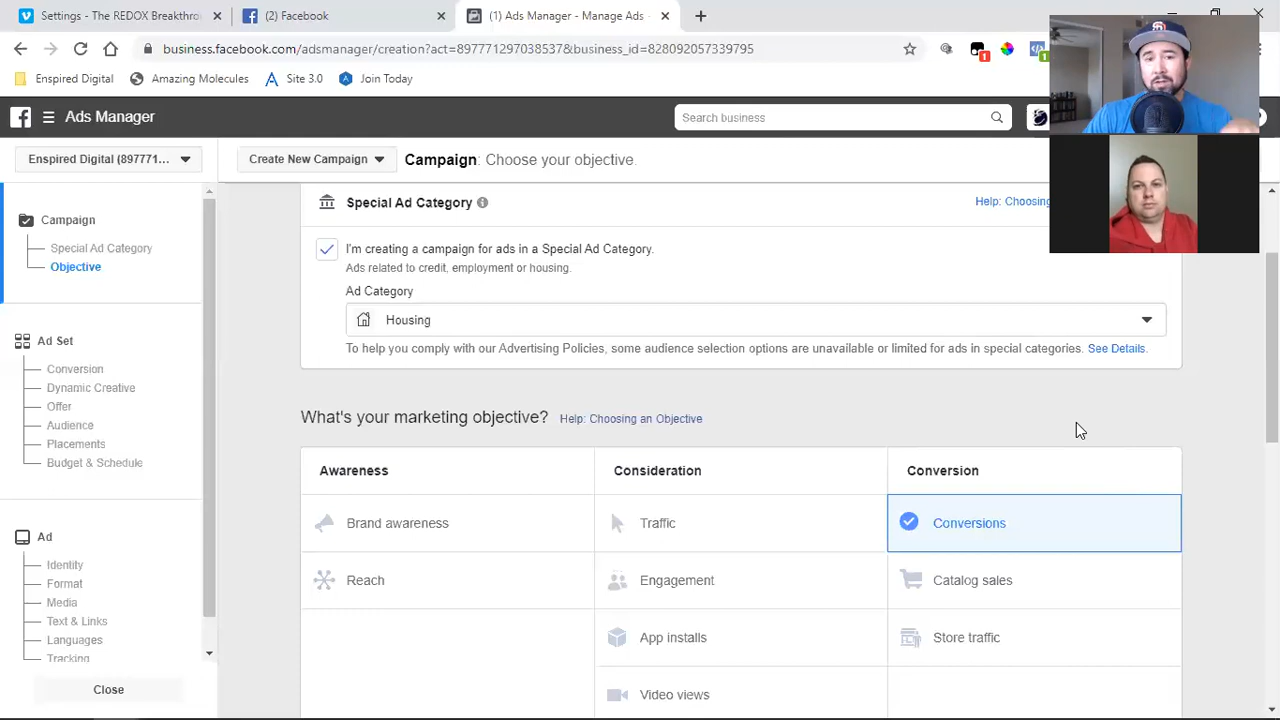 Settings - The REDOX Breakthro
(2) Facebook
(1) Ads Manager - Manage Ads -
business.facebook.com/adsmanager/creation?act=897771297038537&business_id=828092057339795
1
1
Enspired Digital
Amazing Molecules
Site 3.0
Join Today
Ads Manager
Search business
Enspired Digital (897771...
Create New Campaign
Campaign: Choose your objective.
Campaign
Special Ad Category
Objective
Ad Set
Conversion
Dynamic Creative
Offer
Audience
Placements
Budget & Schedule
Ad
Identity
Format
Media
Text & Links
Languages
Tracking
Close
Special Ad Category
Help: Choosing
I'm creating a campaign for ads in a Special Ad Category.
Ads related to credit, employment or housing.
Ad Category
Housing
To help you comply with our Advertising Policies, some audience selection options are unavailable or limited for ads in special categories. See Details.
What's your marketing objective? Help: Choosing an Objective
Awareness
Consideration
Conversion
Brand awareness
Traffic
Conversions
Reach
Engagement
Catalog sales
App installs
Store traffic
Video views